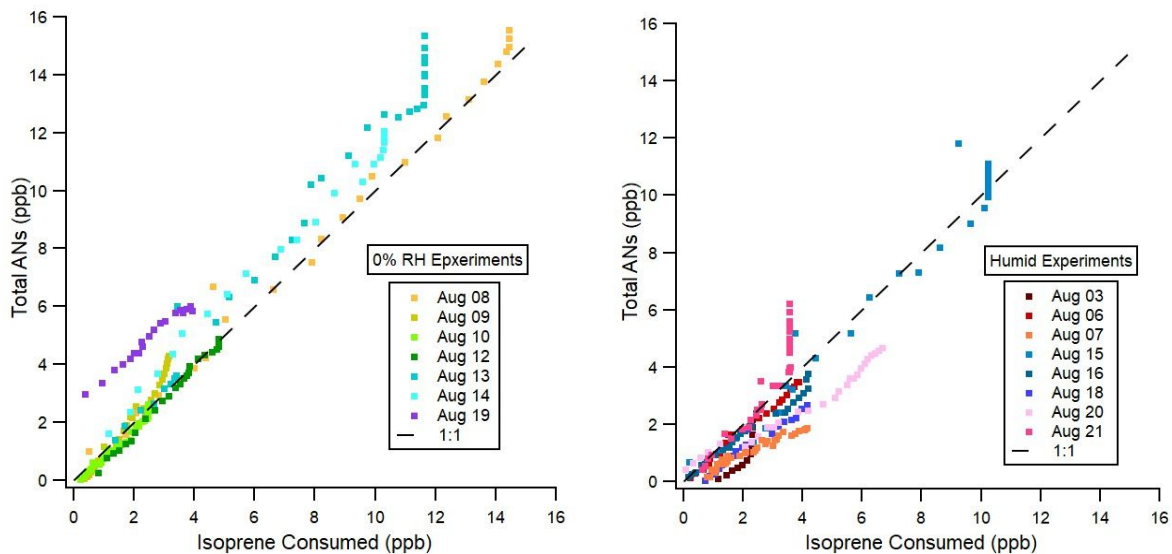 16
14
12
10
8
6
4
2
0
Total ANs (ppb)
0% RH Epxeriments
Aug 08
Aug 09
Aug 10
Aug 12
Aug 13
Aug 14
Aug 19
1:1
0 2 4 6 8 10 12 14 16
Isoprene Consumed (ppb)
16
14
12
10
8
6
4
2
0
Total ANs (ppb)
Humid Experiments
Aug 03
Aug 06
Aug 07
Aug 15
Aug 16
Aug 18
Aug 20
Aug 21
1:1
0 2 4 6 8 10 12 14 16
Isoprene Consumed (ppb)